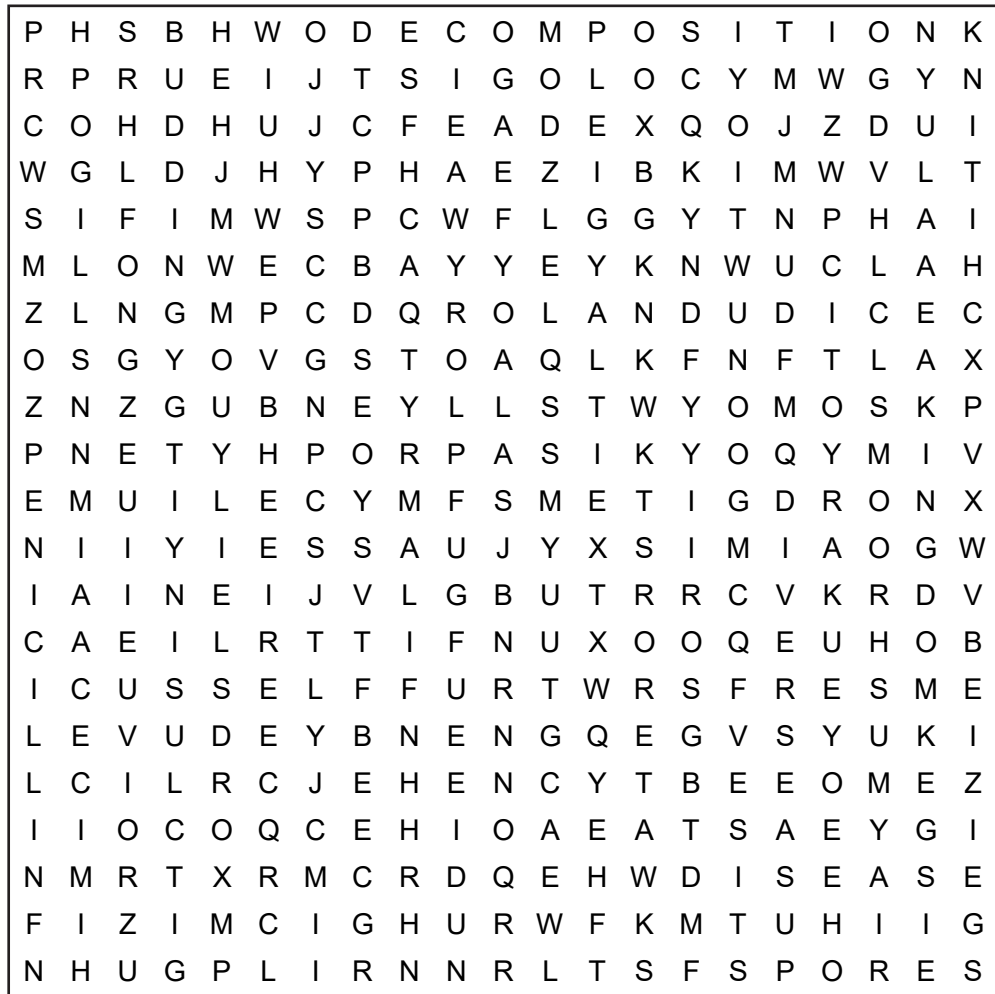 P H S B H W O D E C O M P O S I T I O N K
R P R U E I J T S I G O L O C Y M W G Y N
C O H D H U J C F E A D E X Q O J Z D U I
W G L D J H Y P H A E Z I B K I M W V L T
S I F I M W S P C W F L G G Y T N P H A I
M L O N W E C B A Y Y E Y K N W U C L A H
Z L N G M P C D Q R O L A N D U D I C E C
O S G Y O V G S T O A Q L K F N F T L A X
Z N Z G U B N E Y L L S T W Y O M O S K P
P N E T Y H P O R P A S I K Y O Q Y M I V
E M U I L E C Y M F S M E T I G D R O N X
N I I Y I E S S A U J Y X S I M I A O G W
I A I N E I J V L G B U T R R C V K R D V
C A E I L R T T I F N U X O O Q E U H O B
I C U S S E L F F U R T W R S F R E S M E
L E V U D E Y B N E N G Q E G V S Y U K I
L C I L R C J E H E N C Y T B E E O M E Z
I I O C O Q C E H I O A E A T S A E Y G I
N M R T X R M C R D Q E H W D I S E A S E
F I Z I M C I G H U R W F K M T U H I I G
N H U G P L I R N N R L T S F S P O R E S